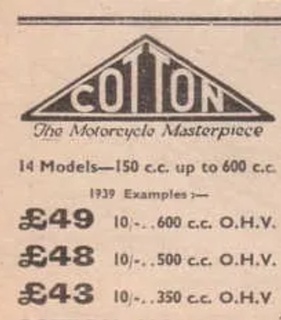 COTTON
The Motorcycle Masterpiece
14 Models—150 c.c. up to 600 c.c.
1939 Examples :—
£49 10/-..600 c.c. O.H.V.
£48 10/-..500 c.c. O.H.V.
£43 10/-..350 c.c. O.H.V